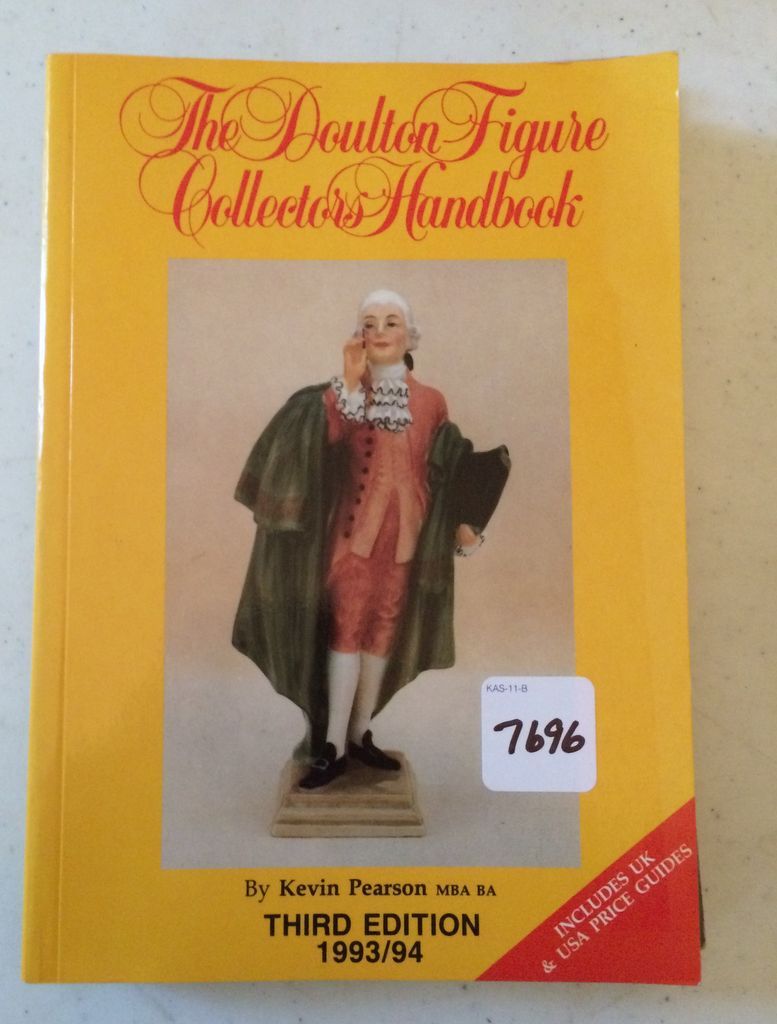 The Doulton Figure
Collectors Handbook
KAS-11-B
7696
By Kevin Pearson MBA BA
THIRD EDITION
1993/94
INCLUDES UK
& USA PRICE GUIDES